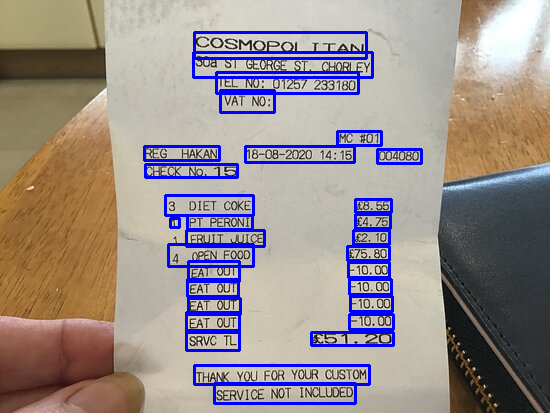 COSMOPOLITAN
30a ST GEORGE ST. CHORLEY
TEL NO: 01257 233180
VAT NO:
MC #01
REG HAKAN 18-08-2020 14:15 004080
CHECK No. 15
3 DIET COKE £8.55
PT PERONI £4.75
1 FRUIT JUICE £2.10
4 OPEN FOOD £75.80
EAT OUT -10.00
EAT OUT -10.00
EAT OUT -10.00
EAT OUT -10.00
SRVC TL £51.20
THANK YOU FOR YOUR CUSTOM
SERVICE NOT INCLUDED